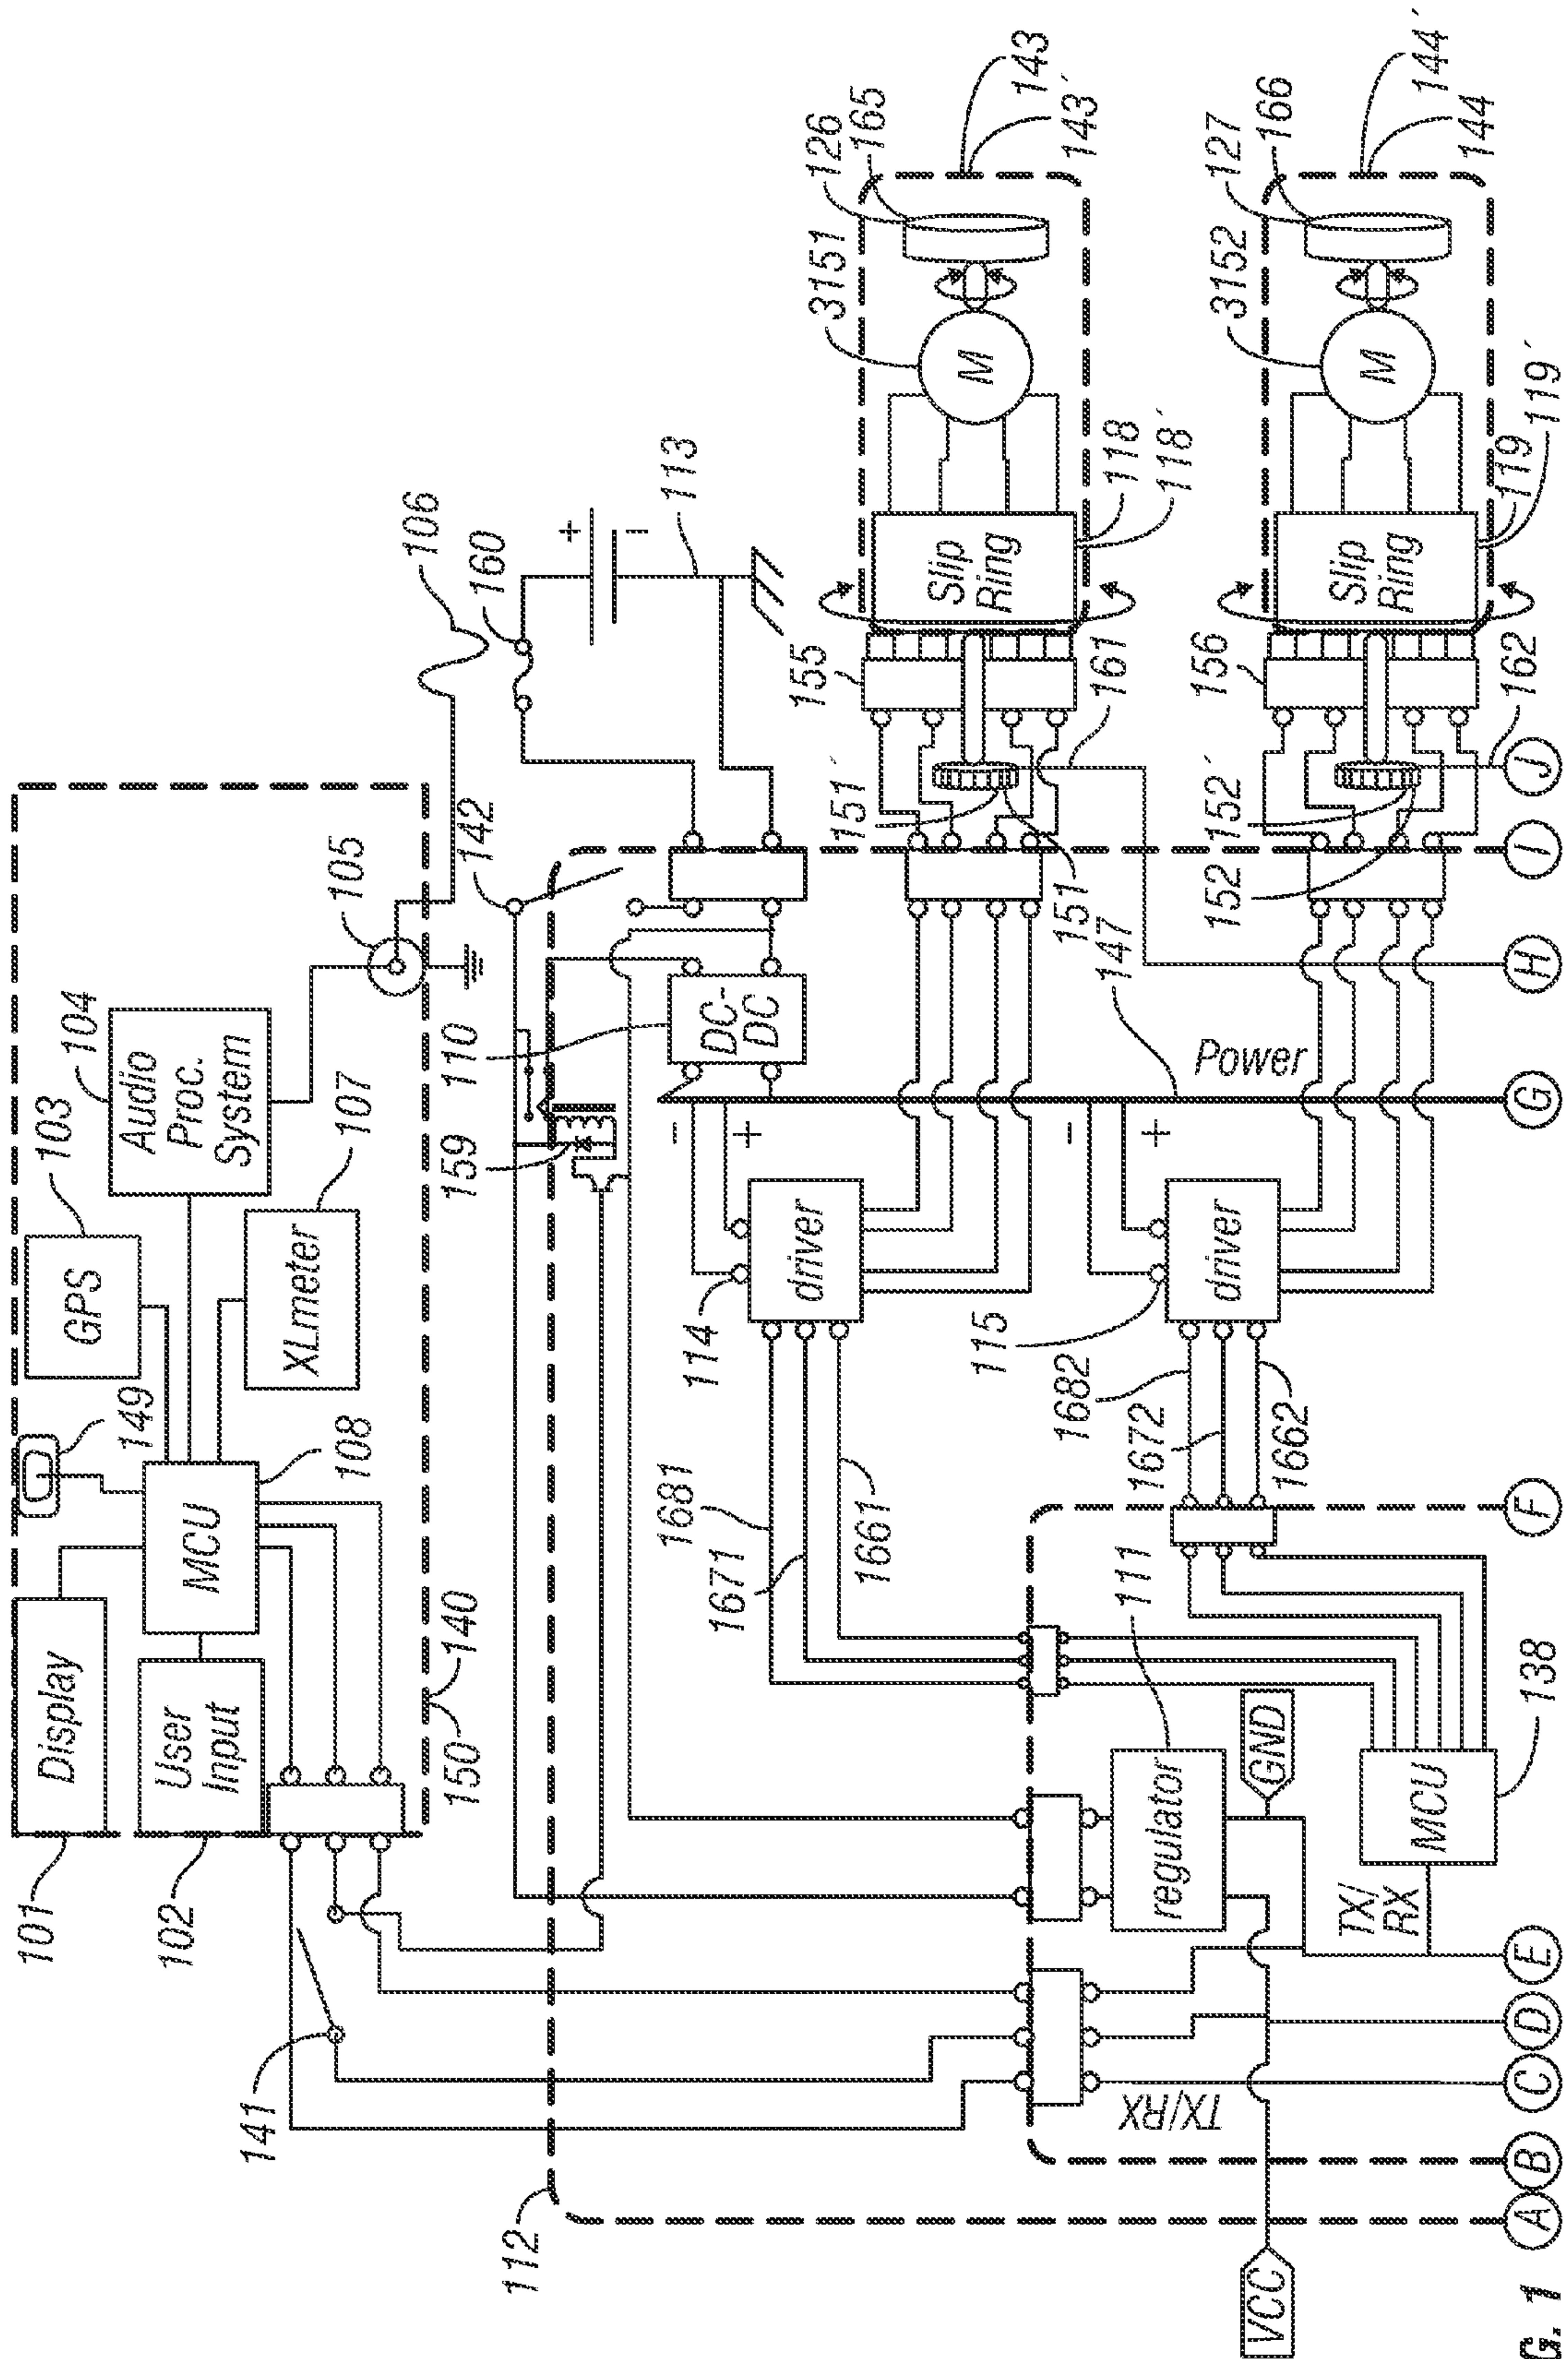 101
Display
102
User
Input
MCU
108
149
103
GPS
104
Audio
Proc.
System
107
XLmeter
105
106
140
150
141
112
142
160
+
−
113
110
DC-
DC
159
147
Power
−
+
114
driver
−
+
115
driver
1681
1671
1661
1682
1672
1662
111
regulator
GND
VCC
MCU
138
TX/
RX
TX/RX
155
151´
151
161
Slip
Ring
118
118´
M
3151
126
165
143
143´
156
152´
152
162
Slip
Ring
119
119´
M
3152
127
166
144´
144
A
B
C
D
E
F
G
H
I
J
G. 1